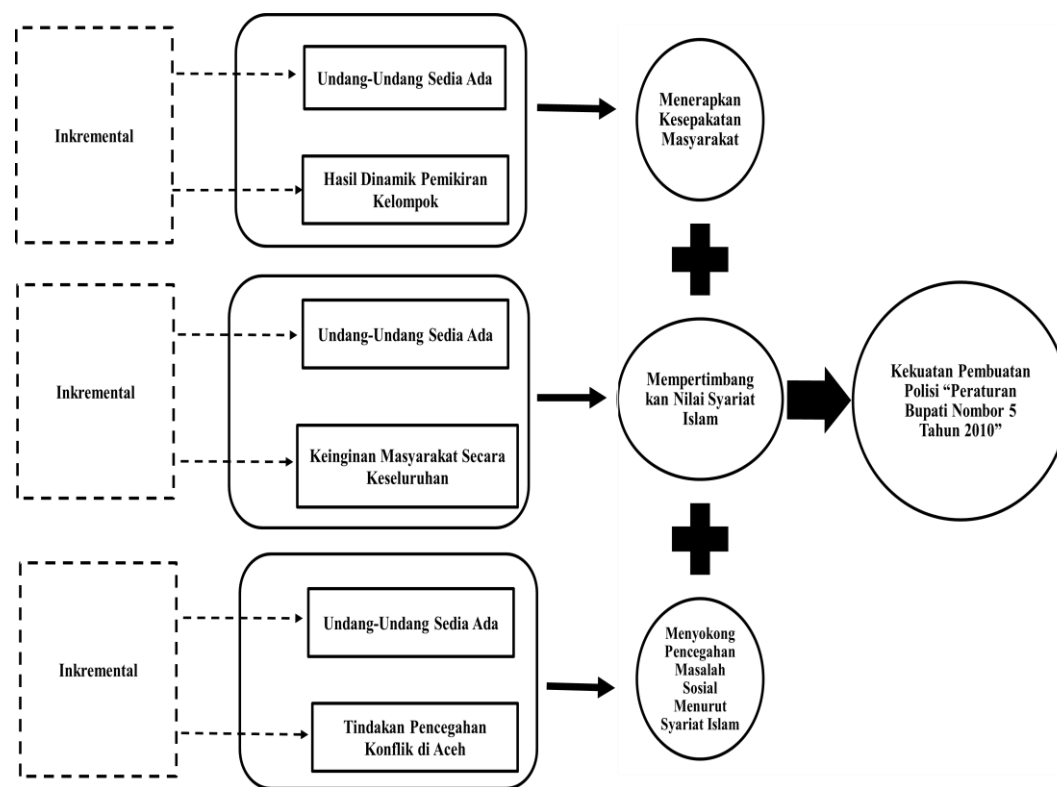 Inkremental
Undang-Undang Sedia Ada
Hasil Dinamik Pemikiran
Kelompok
Menerapkan
Kesepakatan
Masyarakat
Inkremental
Undang-Undang Sedia Ada
Keinginan Masyarakat Secara
Keseluruhan
Mempertimbang
kan Nilai Syariat
Islam
Kekuatan Pembuatan
Polisi “Peraturan
Bupati Nombor 5
Tahun 2010”
Inkremental
Undang-Undang Sedia Ada
Tindakan Pencegahan
Konflik di Aceh
Menyokong
Pencegahan
Masalah
Sosial
Menurut
Syariat Islam